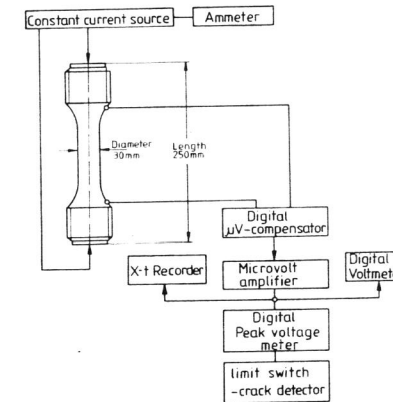 Constant current source
Ammeter
Diameter
30mm
Length
250mm
Digital
µV-compensator
X-t Recorder
Microvolt
amplifier
Digital
Digital
Peak voltage
meter
limit switch
-crack detector